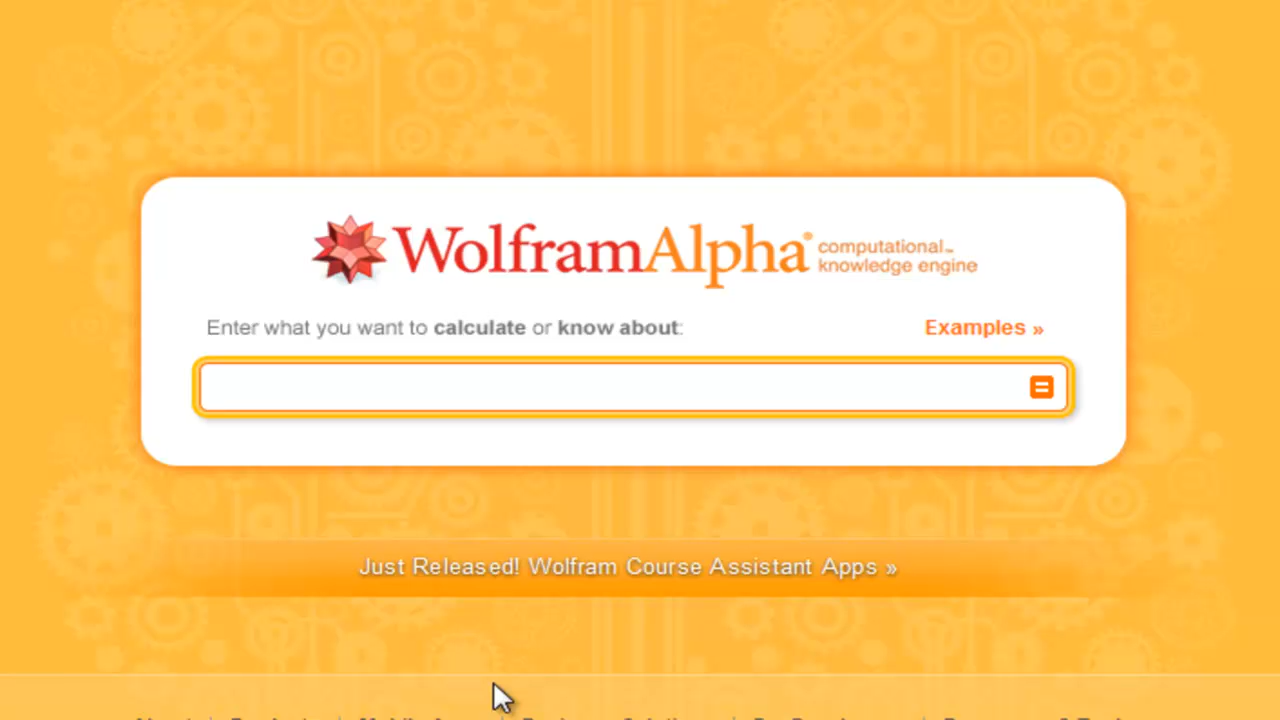 WolframAlpha® computational™ knowledge engine
Enter what you want to calculate or know about:
Examples »
Just Released! Wolfram Course Assistant Apps »